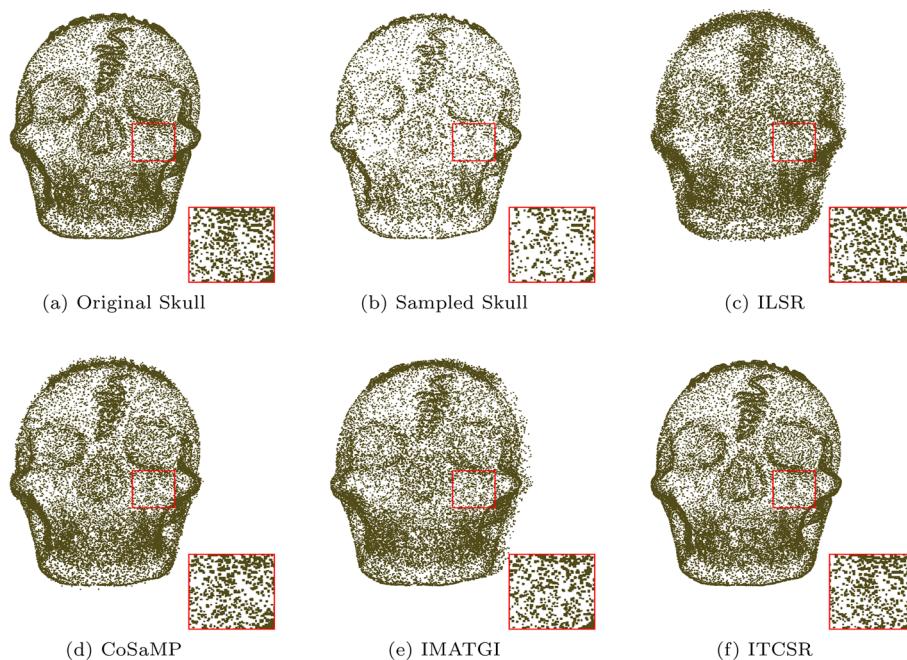 (a) Original Skull
(b) Sampled Skull
(c) ILSR
(d) CoSaMP
(e) IMATGI
(f) ITCSR